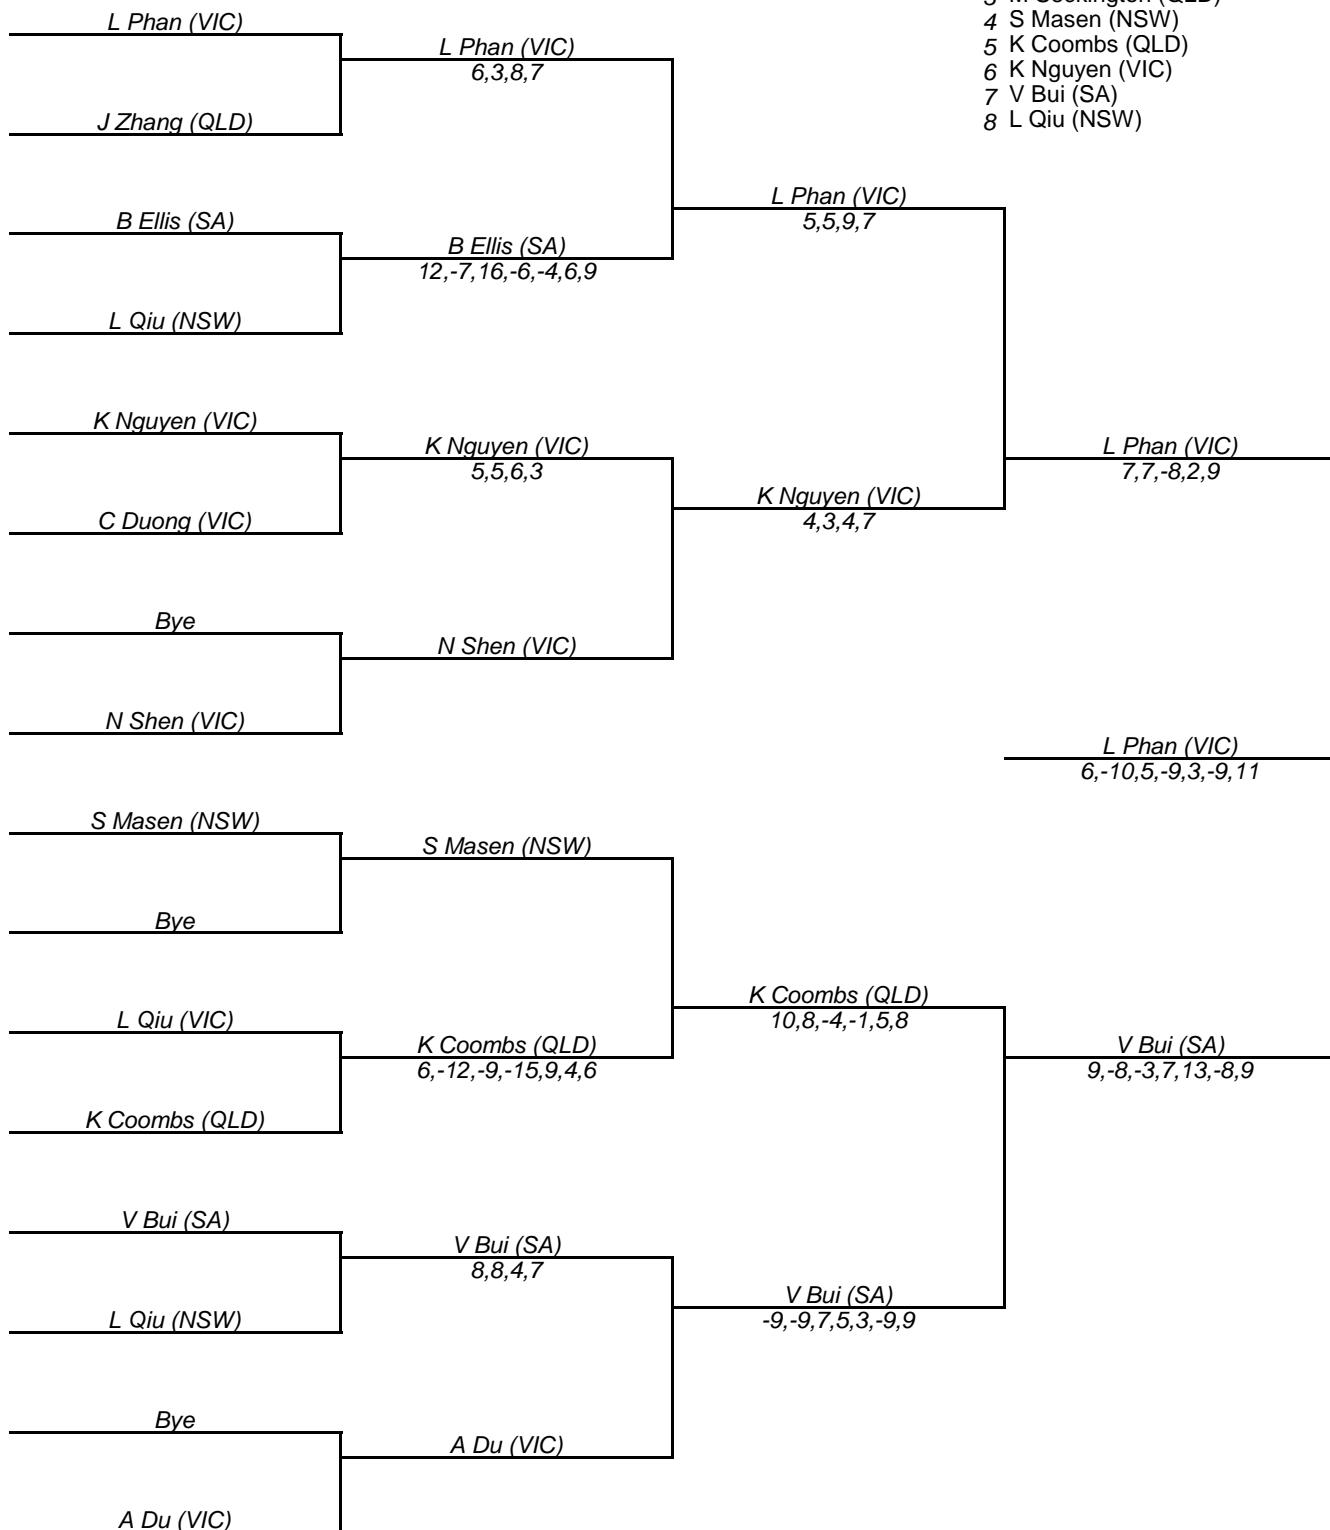 4 S Masen (NSW)
5 K Coombs (QLD)
6 K Nguyen (VIC)
7 V Bui (SA)
8 L Qiu (NSW)
L Phan (VIC)
J Zhang (QLD)
B Ellis (SA)
L Qiu (NSW)
K Nguyen (VIC)
C Duong (VIC)
Bye
N Shen (VIC)
S Masen (NSW)
Bye
L Qiu (VIC)
K Coombs (QLD)
V Bui (SA)
L Qiu (NSW)
Bye
A Du (VIC)
L Phan (VIC)
6,3,8,7
B Ellis (SA)
12,-7,16,-6,-4,6,9
K Nguyen (VIC)
5,5,6,3
N Shen (VIC)
S Masen (NSW)
K Coombs (QLD)
6,-12,-9,-15,9,4,6
V Bui (SA)
8,8,4,7
A Du (VIC)
L Phan (VIC)
5,5,9,7
K Nguyen (VIC)
4,3,4,7
K Coombs (QLD)
10,8,-4,-1,5,8
V Bui (SA)
-9,-9,7,5,3,-9,9
L Phan (VIC)
7,7,-8,2,9
L Phan (VIC)
6,-10,5,-9,3,-9,11
V Bui (SA)
9,-8,-3,7,13,-8,9